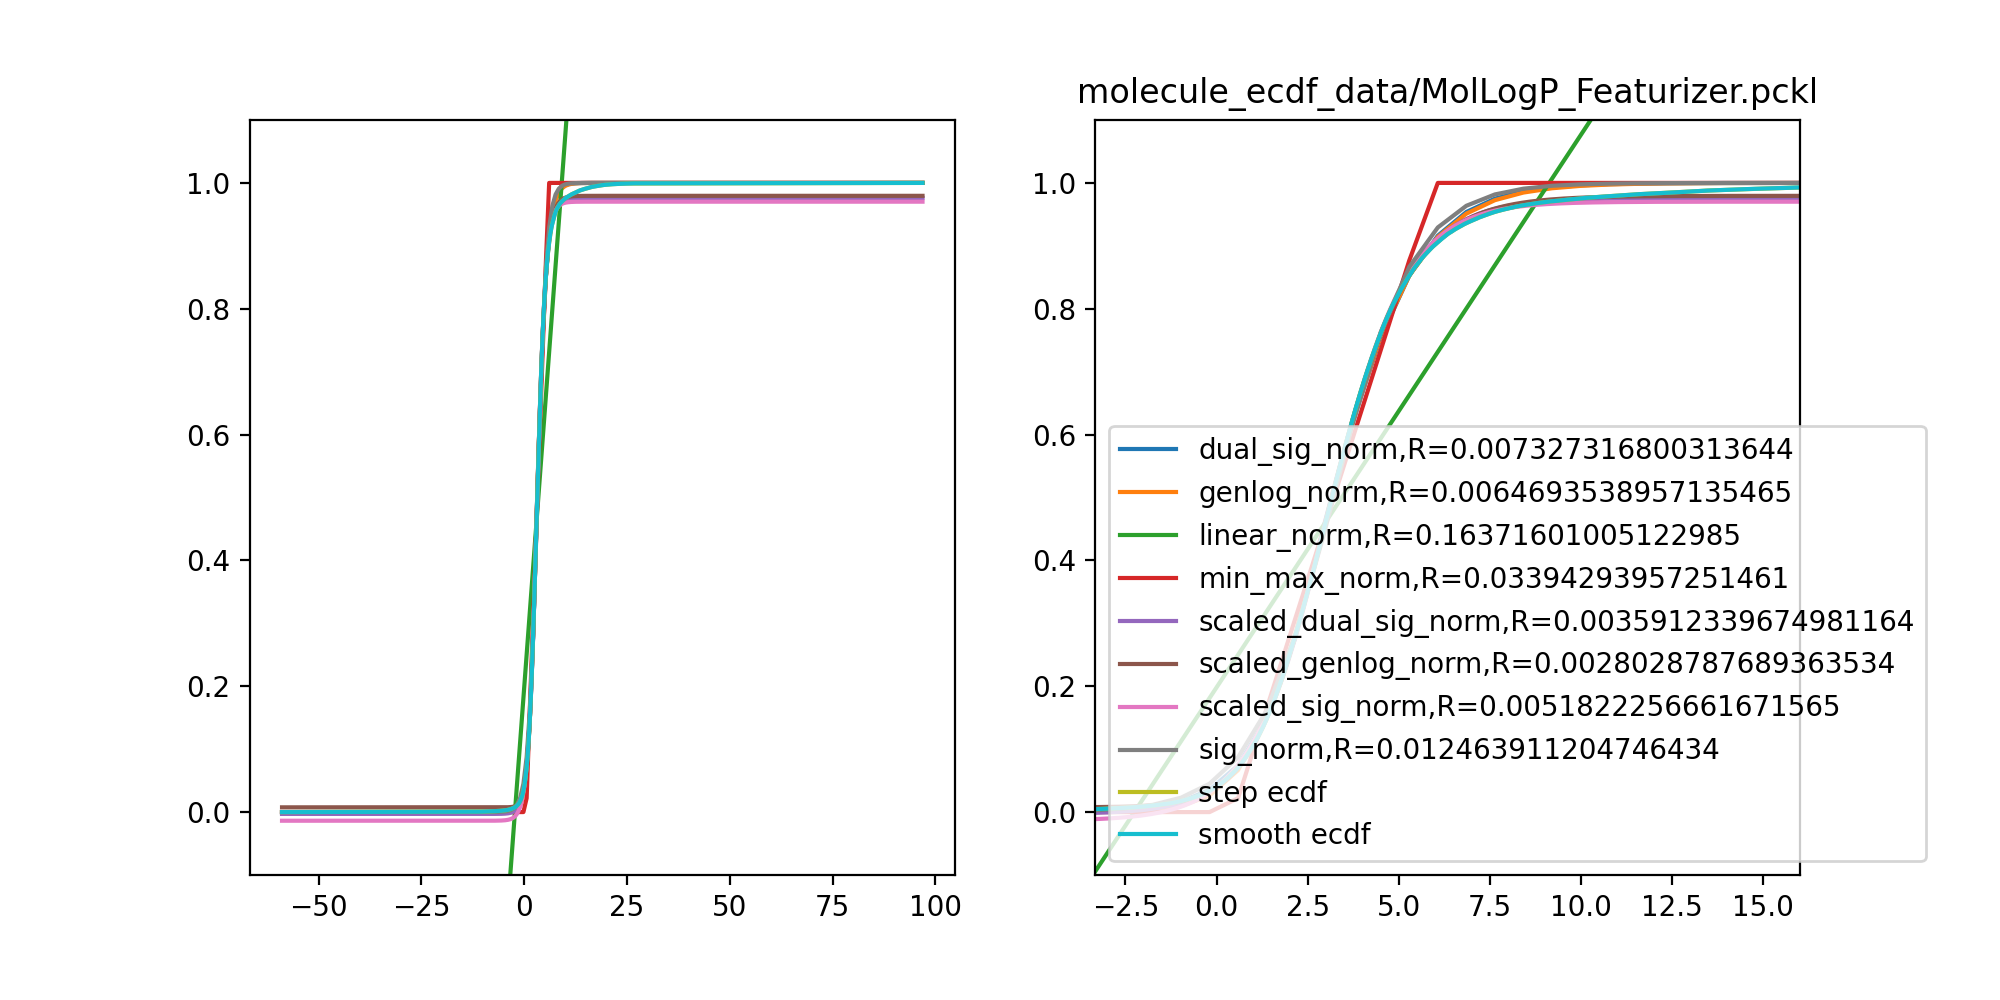 molecule_ecdf_data/MolLogP_Featurizer.pckl
1.0
0.8
0.6
0.4
0.2
0.0
−50 −25 0 25 50 75 100
1.0
0.8
0.6
0.4
0.2
0.0
dual_sig_norm,R=0.007327316800313644
genlog_norm,R=0.0064693538957135465
linear_norm,R=0.16371601005122985
min_max_norm,R=0.03394293957251461
scaled_dual_sig_norm,R=0.0035912339674981164
scaled_genlog_norm,R=0.0028028787689363534
scaled_sig_norm,R=0.0051822256661671565
sig_norm,R=0.012463911204746434
step ecdf
smooth ecdf
−2.5 0.0 2.5 5.0 7.5 10.0 12.5 15.0